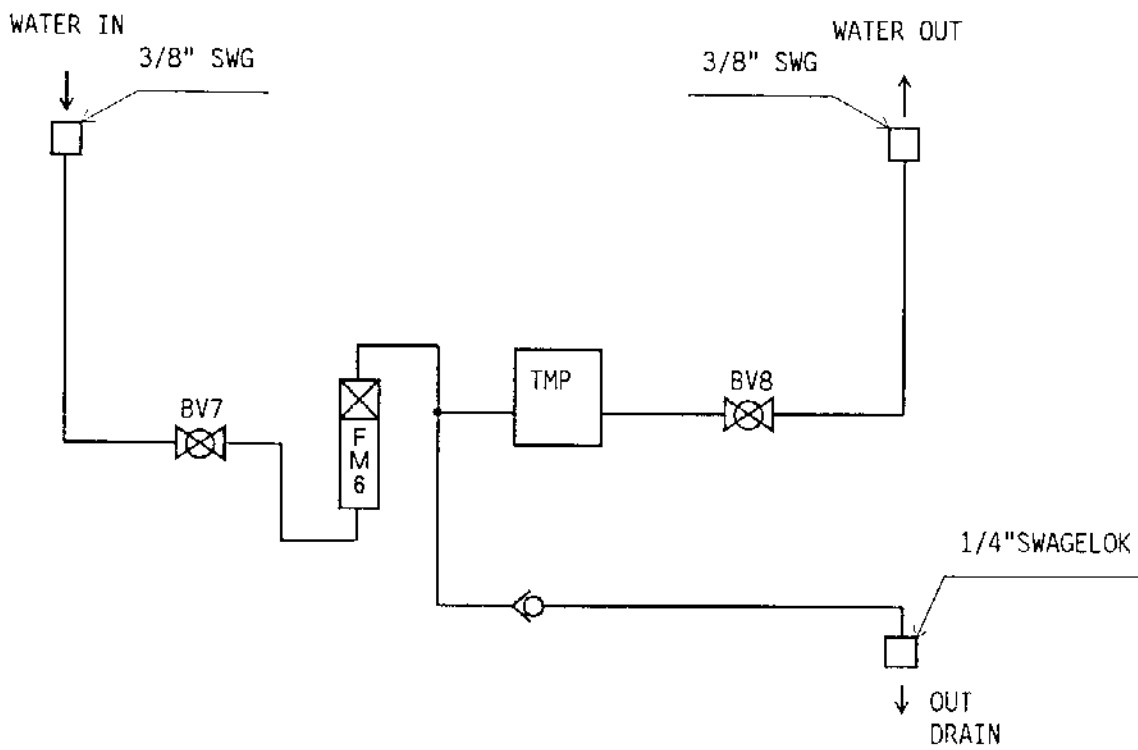 WATER IN
3/8" SWG
WATER OUT
3/8" SWG
BV7
F
M
6
TMP
BV8
1/4"SWAGELOK
OUT
DRAIN